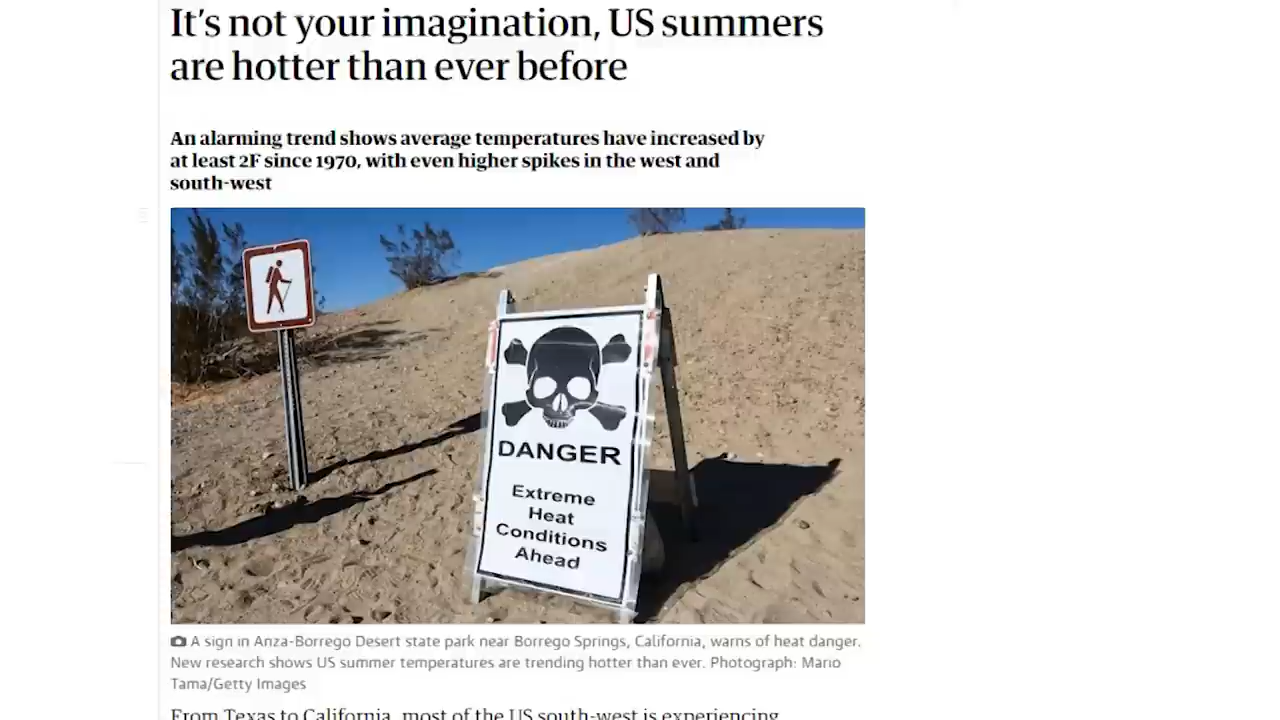 It's not your imagination, US summers
are hotter than ever before
An alarming trend shows average temperatures have increased by
at least 2F since 1970, with even higher spikes in the west and
south-west
DANGER
Extreme
Heat
Conditions
Ahead
A sign in Anza-Borrego Desert state park near Borrego Springs, California, warns of heat danger.
New research shows US summer temperatures are trending hotter than ever. Photograph: Mario
Tama/Getty Images
From Texas to California, most of the US south-west is experiencing